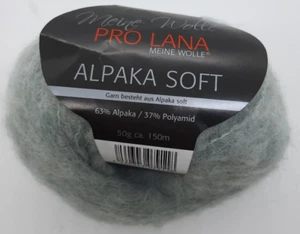 Meine Wolle
PRO LANA
MEINE WOLLE®
ALPAKA SOFT
Garn besteht aus Alpaka soft
63% Alpaka / 37% Polyamid
50g ca. 150m